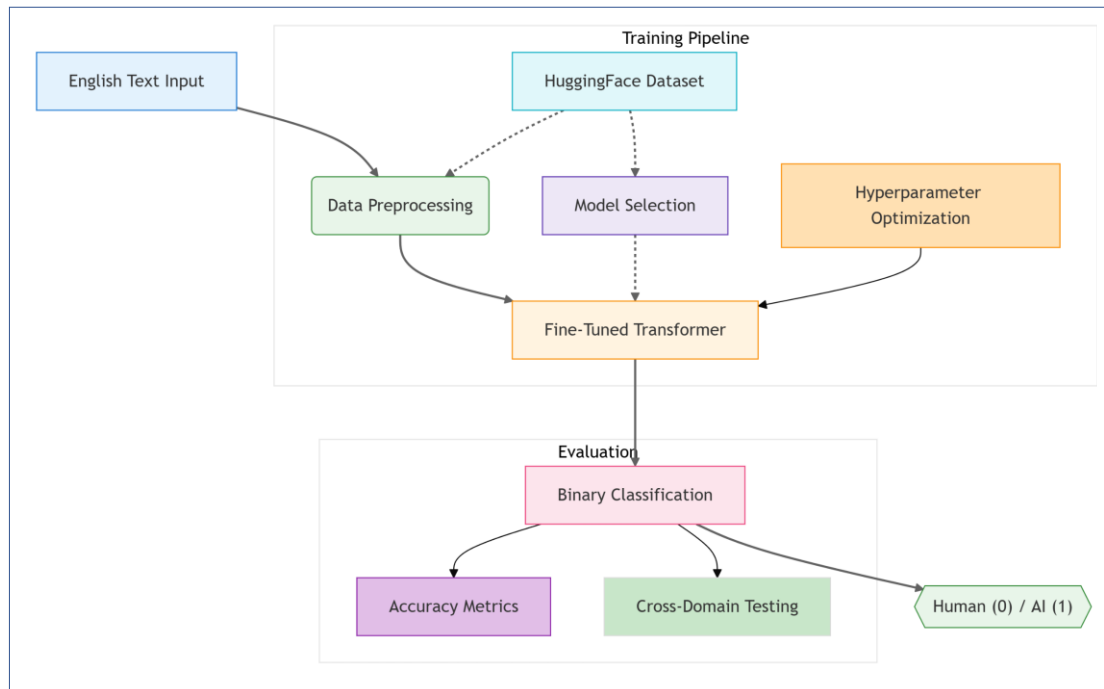 Training Pipeline
English Text Input
HuggingFace Dataset
Data Preprocessing
Model Selection
Hyperparameter
Optimization
Fine-Tuned Transformer
Evaluation
Binary Classification
Accuracy Metrics
Cross-Domain Testing
Human (0) / AI (1)